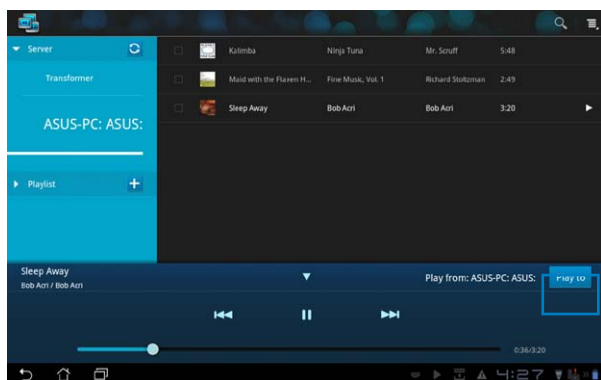 Server
Kalimba Ninja Tuna Mr. Scruff 5:48
Transformer
Maid with the Flaxen H... Fine Music, Vol. 1 Richard Stoltzman 2:49
Sleep Away Bob Acri Bob Acri 3:20
ASUS-PC: ASUS:
Playlist
Sleep Away
Bob Acri / Bob Acri
Play from: ASUS-PC: ASUS: Play to
0:36/3:20
4:27